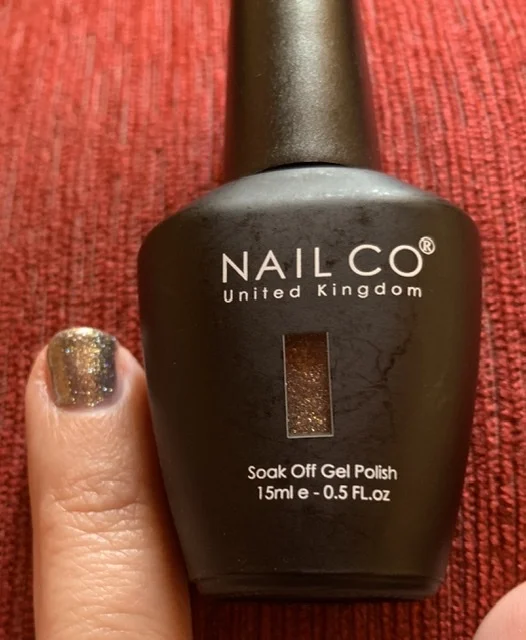 NAIL CO®
United Kingdom
Soak Off Gel Polish
15ml e - 0.5 FL.oz